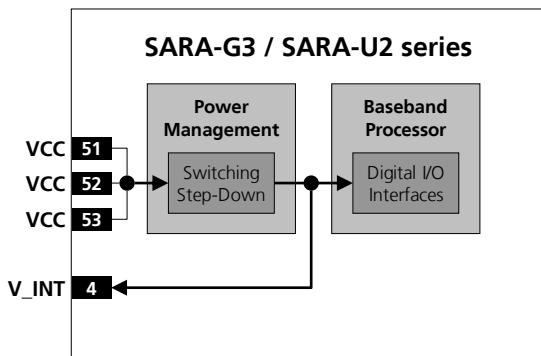 SARA-G3 / SARA-U2 series
Power
Management
Baseband
Processor
VCC 51
VCC 52
VCC 53
Switching
Step-Down
Digital I/O
Interfaces
V_INT 4